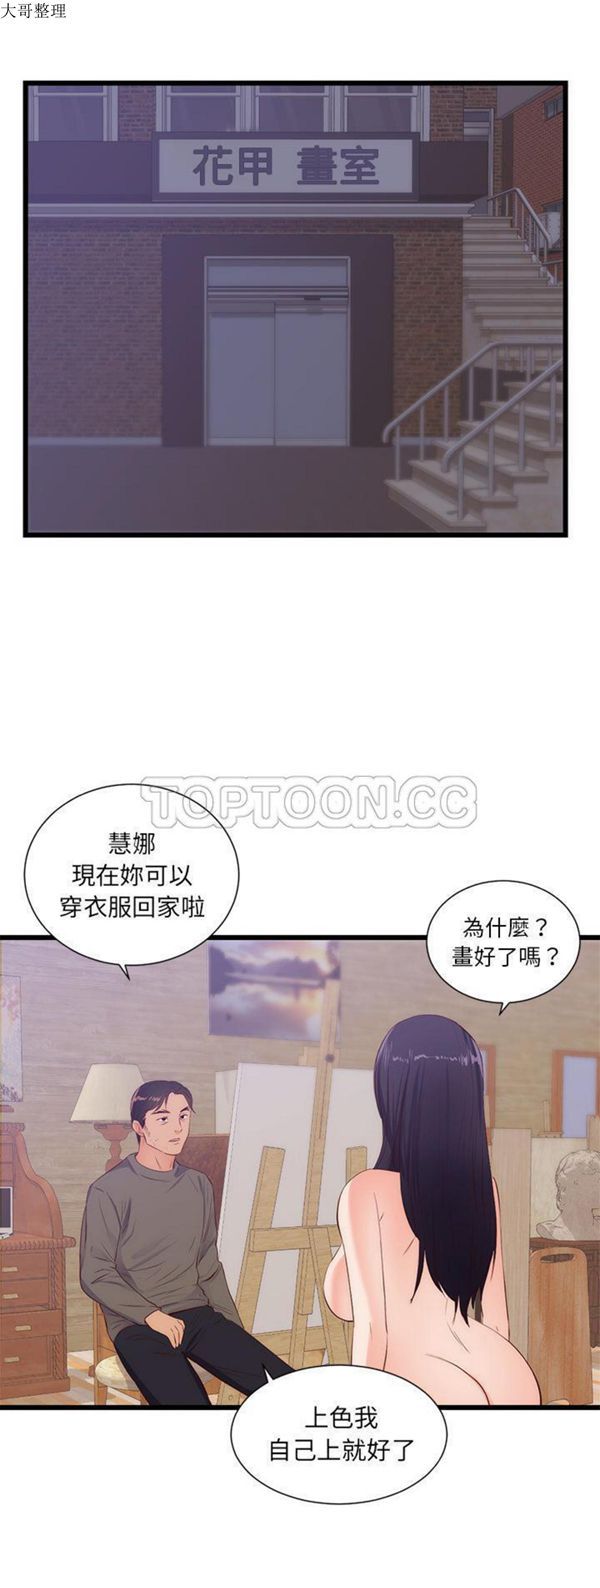 大哥整理
花甲 畫室
TOPTOON.CC
慧娜
現在妳可以
穿衣服回家啦
為什麼？
畫好了嗎？
上色我
自己上就好了